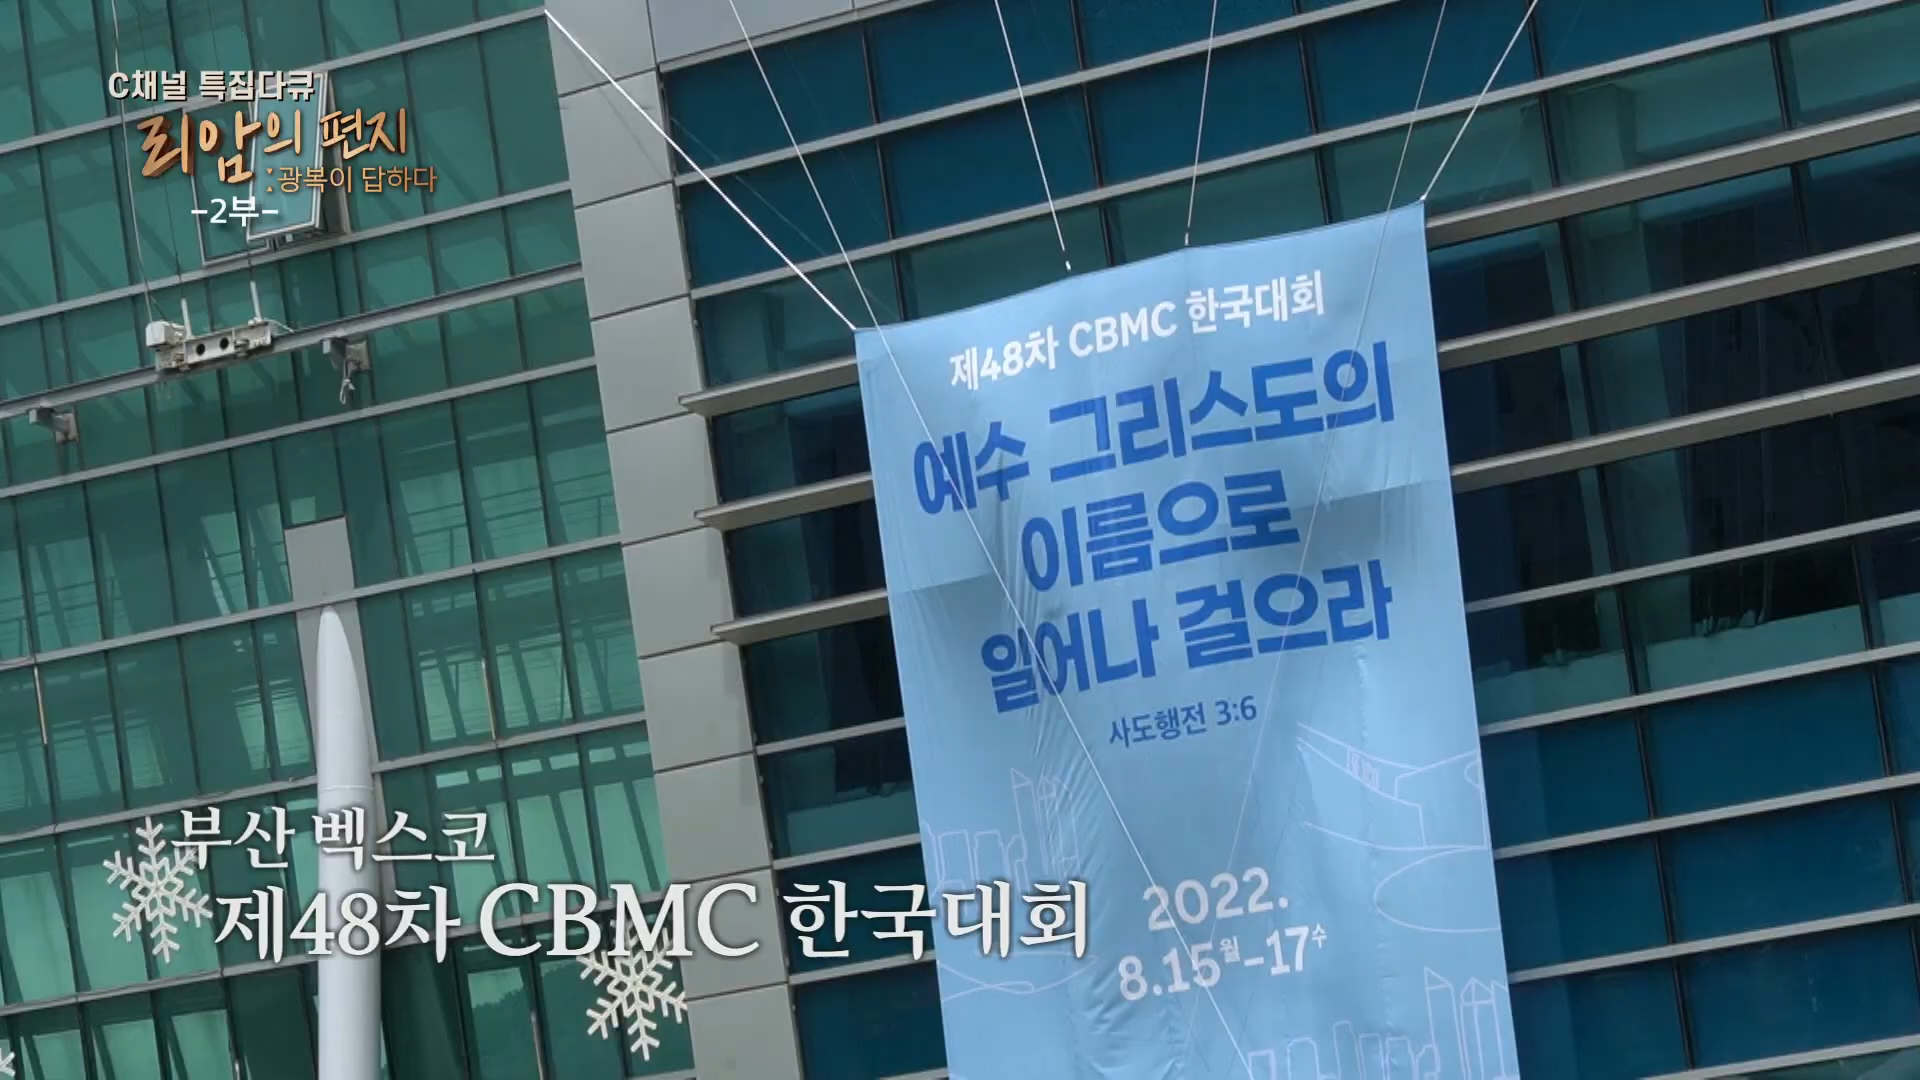 C채널 특집다큐
리암의 편지
:광복이 답하다
-2부-
제48차 CBMC 한국대회
예수 그리스도의
이름으로
일어나 걸으라
사도행전 3:6
2022.
8.15월-17수
부산 벡스코
제48차 CBMC 한국대회